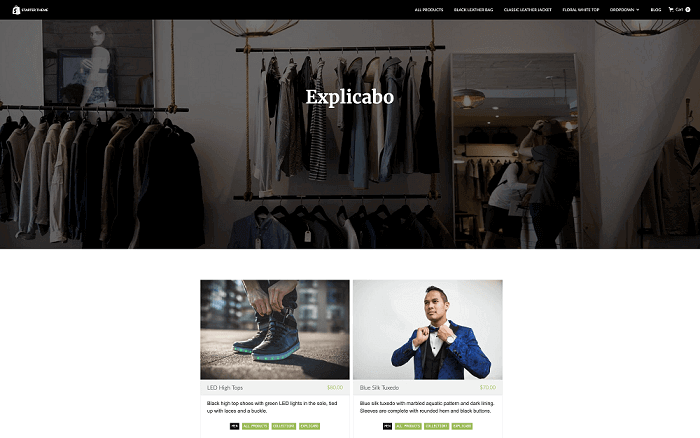 STARTER THEME
ALL PRODUCTS BLACK LEATHER BAG CLASSIC LEATHER JACKET FLORAL WHITE TOP DROPDOWN BLOG Cart 0
Explicabo
LED High Tops $80.00
Black high top shoes with green LED lights in the sole, tied
up with laces and a buckle.
MEN ALL PRODUCTS COLLECTIONS EXPLICABO
Blue Silk Tuxedo $70.00
Blue silk tuxedo with marbled aquatic pattern and dark lining.
Sleeves are complete with rounded hem and black buttons.
MEN ALL PRODUCTS COLLECTIONS EXPLICABO